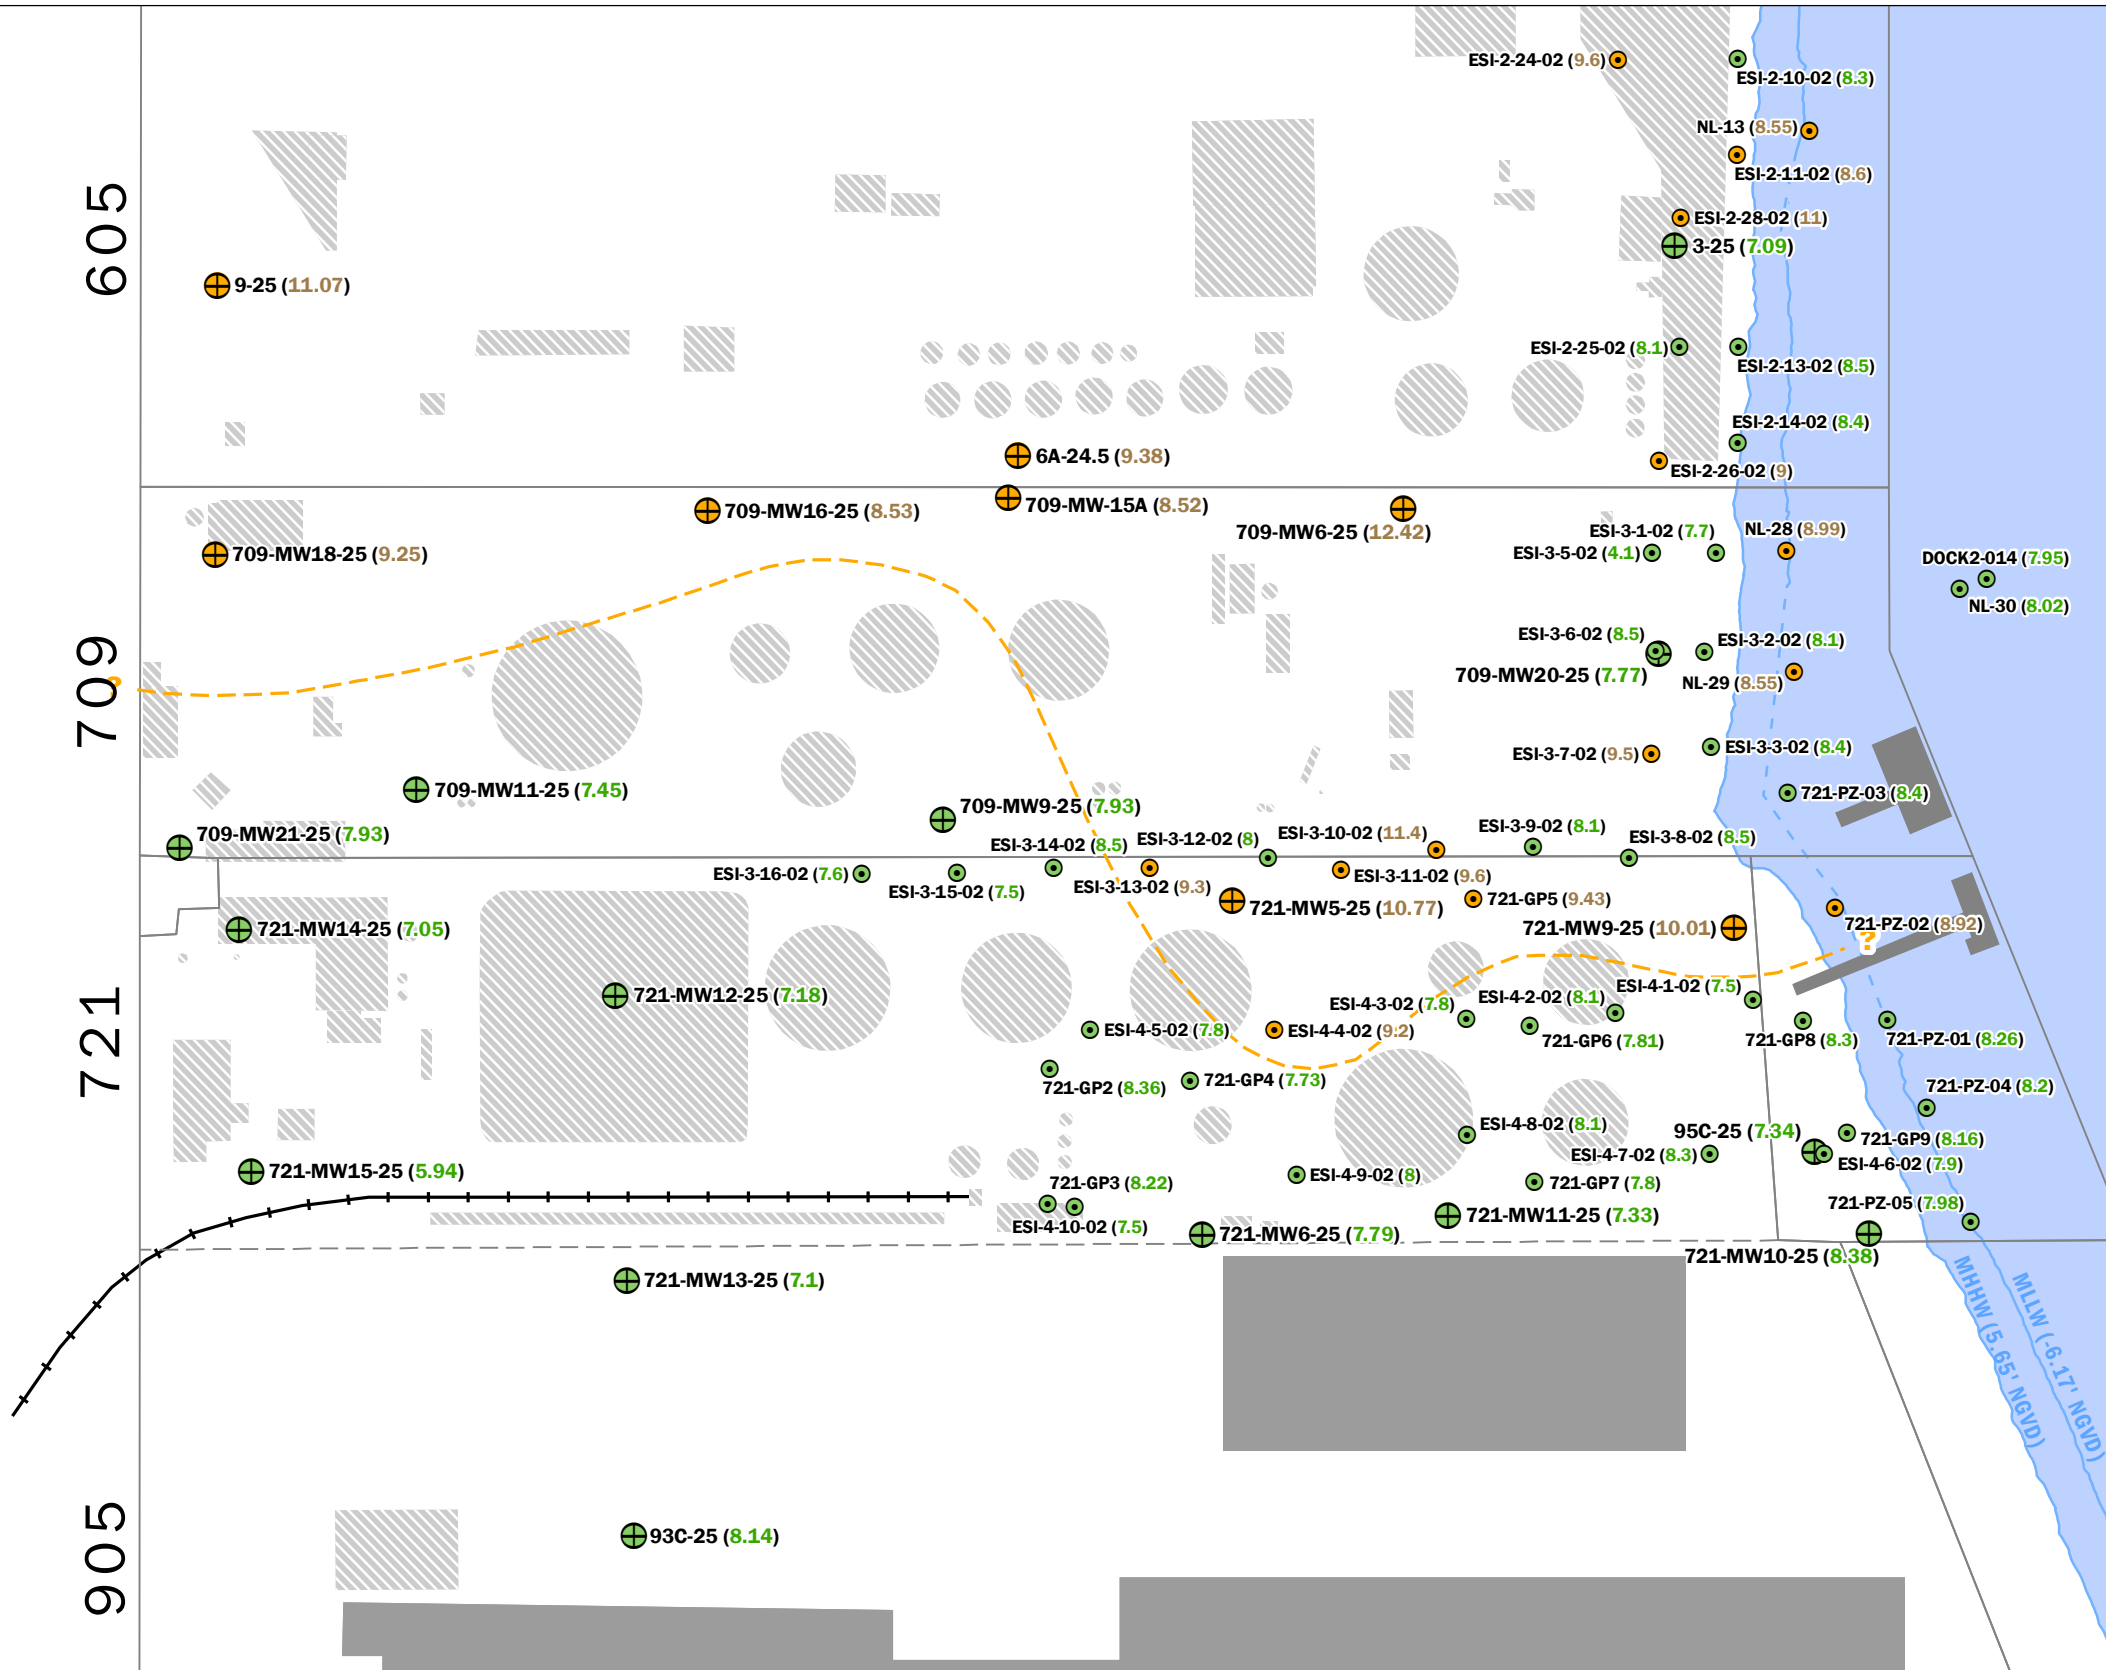 ESI-2-24-02 (9.6)
ESI-2-10-02 (8.3)
NL-13 (8.55)
ESI-2-11-02 (8.6)
605
ESI-2-28-02 (11)
3-25 (7.09)
9-25 (11.07)
ESI-2-25-02 (8.1)
ESI-2-13-02 (8.5)
ESI-2-14-02 (8.4)
6A-24.5 (9.38)
ESI-2-26-02 (9)
709-MW16-25 (8.53)
709-MW-15A (8.52)
709-MW6-25 (12.42)
ESI-3-1-02 (7.7)
NL-28 (8.99)
709-MW18-25 (9.25)
ESI-3-5-02 (4.1)
DOCK2-014 (7.95)
NL-30 (8.02)
ESI-3-6-02 (8.5)
ESI-3-2-02 (8.1)
709-MW20-25 (7.77)
NL-29 (8.55)
709
?
ESI-3-7-02 (9.5)
ESI-3-3-02 (8.4)
709-MW11-25 (7.45)
721-PZ-03 (8.4)
709-MW9-25 (7.93)
709-MW21-25 (7.93)
ESI-3-14-02 (8.5)
ESI-3-12-02 (8)
ESI-3-10-02 (11.4)
ESI-3-9-02 (8.1)
ESI-3-8-02 (8.5)
ESI-3-16-02 (7.6)
ESI-3-15-02 (7.5)
ESI-3-13-02 (9.3)
ESI-3-11-02 (9.6)
721-MW5-25 (10.77)
721-GP5 (9.43)
721-MW14-25 (7.05)
721-MW9-25 (10.01)
721-PZ-02 (8.92)
?
721-MW12-25 (7.18)
ESI-4-3-02 (7.8)
ESI-4-2-02 (8.1)
ESI-4-1-02 (7.5)
721
ESI-4-5-02 (7.8)
ESI-4-4-02 (9.2)
721-GP6 (7.81)
721-GP8 (8.3)
721-PZ-01 (8.26)
721-GP2 (8.36)
721-GP4 (7.73)
721-PZ-04 (8.2)
ESI-4-8-02 (8.1)
95C-25 (7.34)
721-GP9 (8.16)
ESI-4-7-02 (8.3)
ESI-4-6-02 (7.9)
721-MW15-25 (5.94)
721-GP3 (8.22)
ESI-4-9-02 (8)
721-GP7 (7.8)
721-PZ-05 (7.98)
ESI-4-10-02 (7.5)
721-MW6-25 (7.79)
721-MW11-25 (7.33)
721-MW10-25 (8.38)
721-MW13-25 (7.1)
MHHW (5.65' NGVD)
MLLW (-6.17' NGVD)
93C-25 (8.14)
905